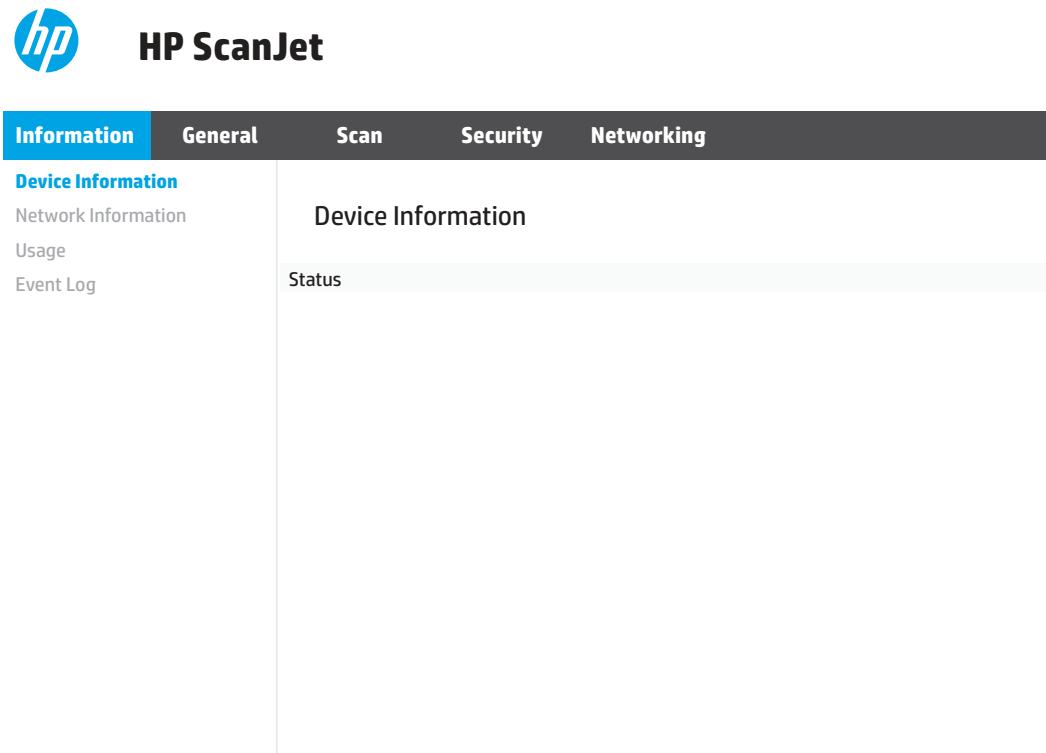 hp
HP ScanJet
Information General Scan Security Networking
Device Information
Network Information
Usage
Event Log
Device Information
Status